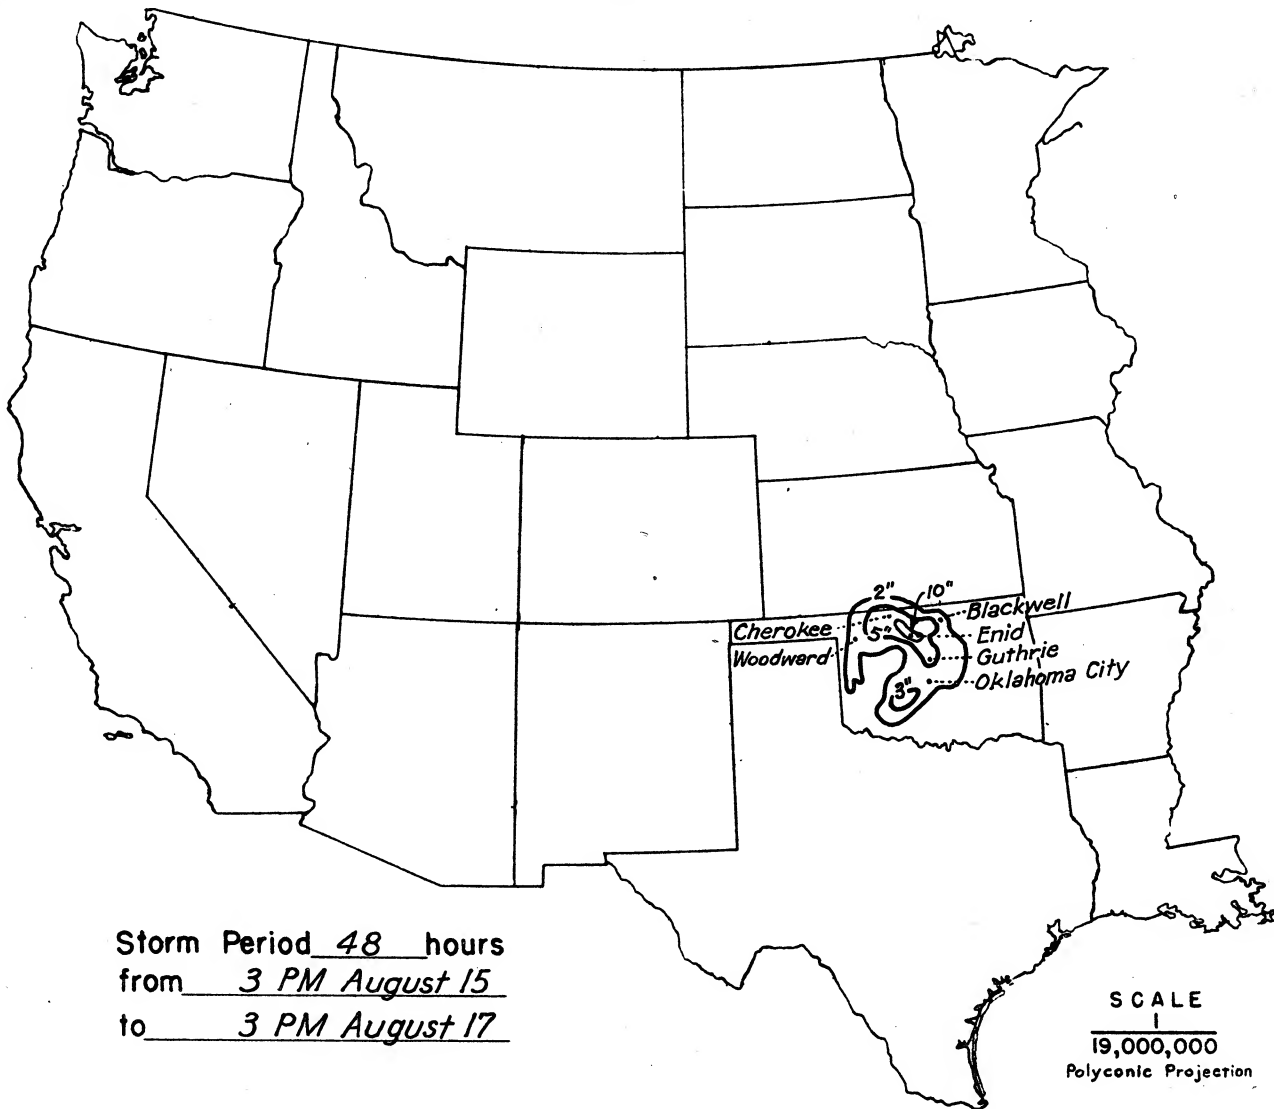 2" 10"
Blackwell
Cherokee 5" Enid
Woodward Guthrie
3" Oklahoma City
Storm Period 48 hours
from 3 PM August 15
to 3 PM August 17
SCALE
1
19,000,000
Polyconic Projection